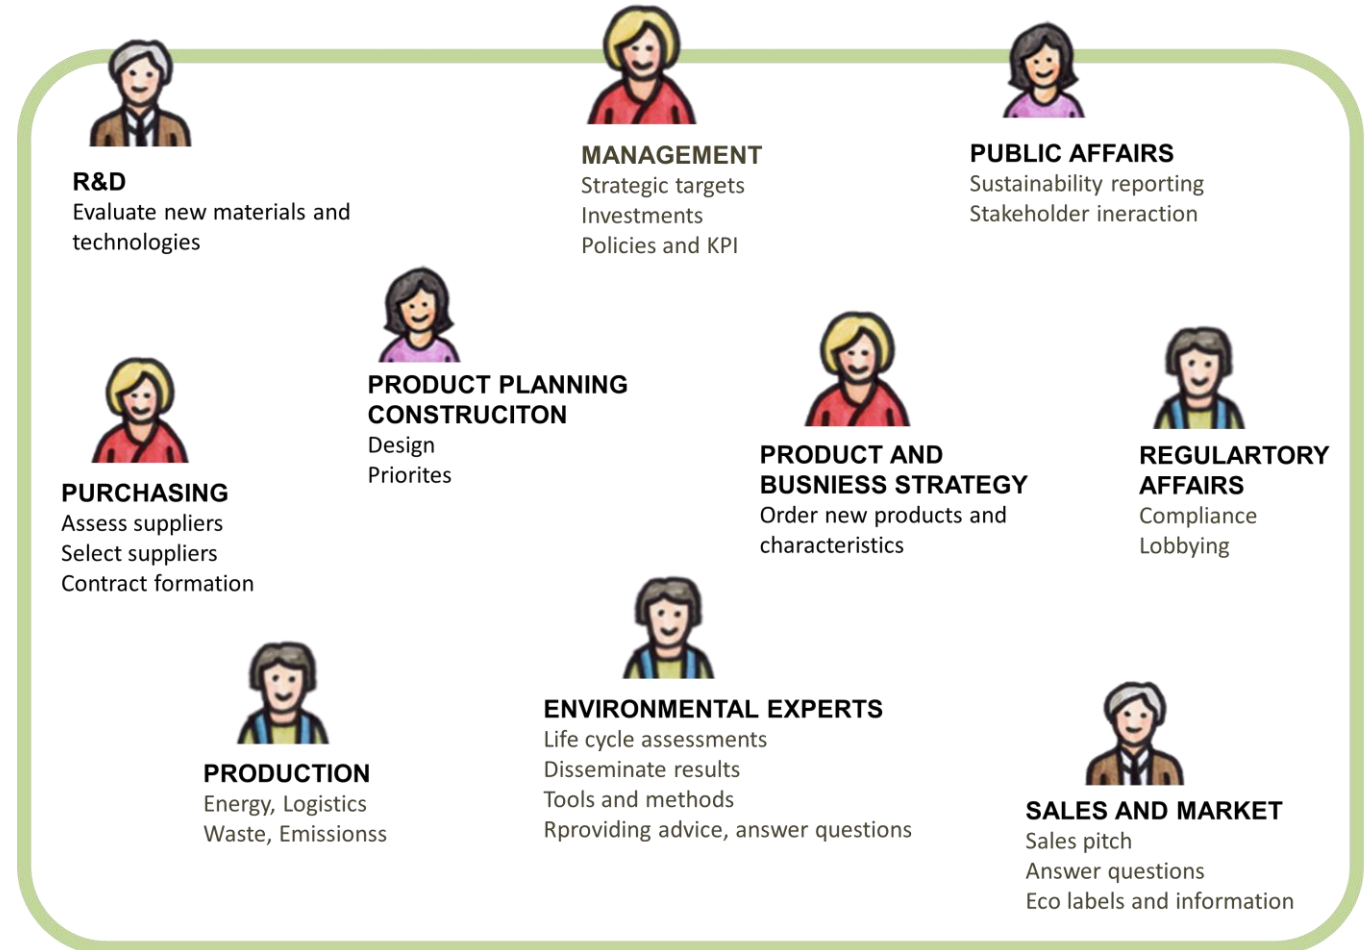 R&D
Evaluate new materials and
technologies
MANAGEMENT
Strategic targets
Investments
Policies and KPI
PUBLIC AFFAIRS
Sustainability reporting
Stakeholder ineraction
PRODUCT PLANNING
CONSTRUCITON
Design
Priorites
PURCHASING
Assess suppliers
Select suppliers
Contract formation
PRODUCT AND
BUSNIESS STRATEGY
Order new products and
characteristics
REGULARTORY
AFFAIRS
Compliance
Lobbying
PRODUCTION
Energy, Logistics
Waste, Emissionss
ENVIRONMENTAL EXPERTS
Life cycle assessments
Disseminate results
Tools and methods
Rproviding advice, answer questions
SALES AND MARKET
Sales pitch
Answer questions
Eco labels and information